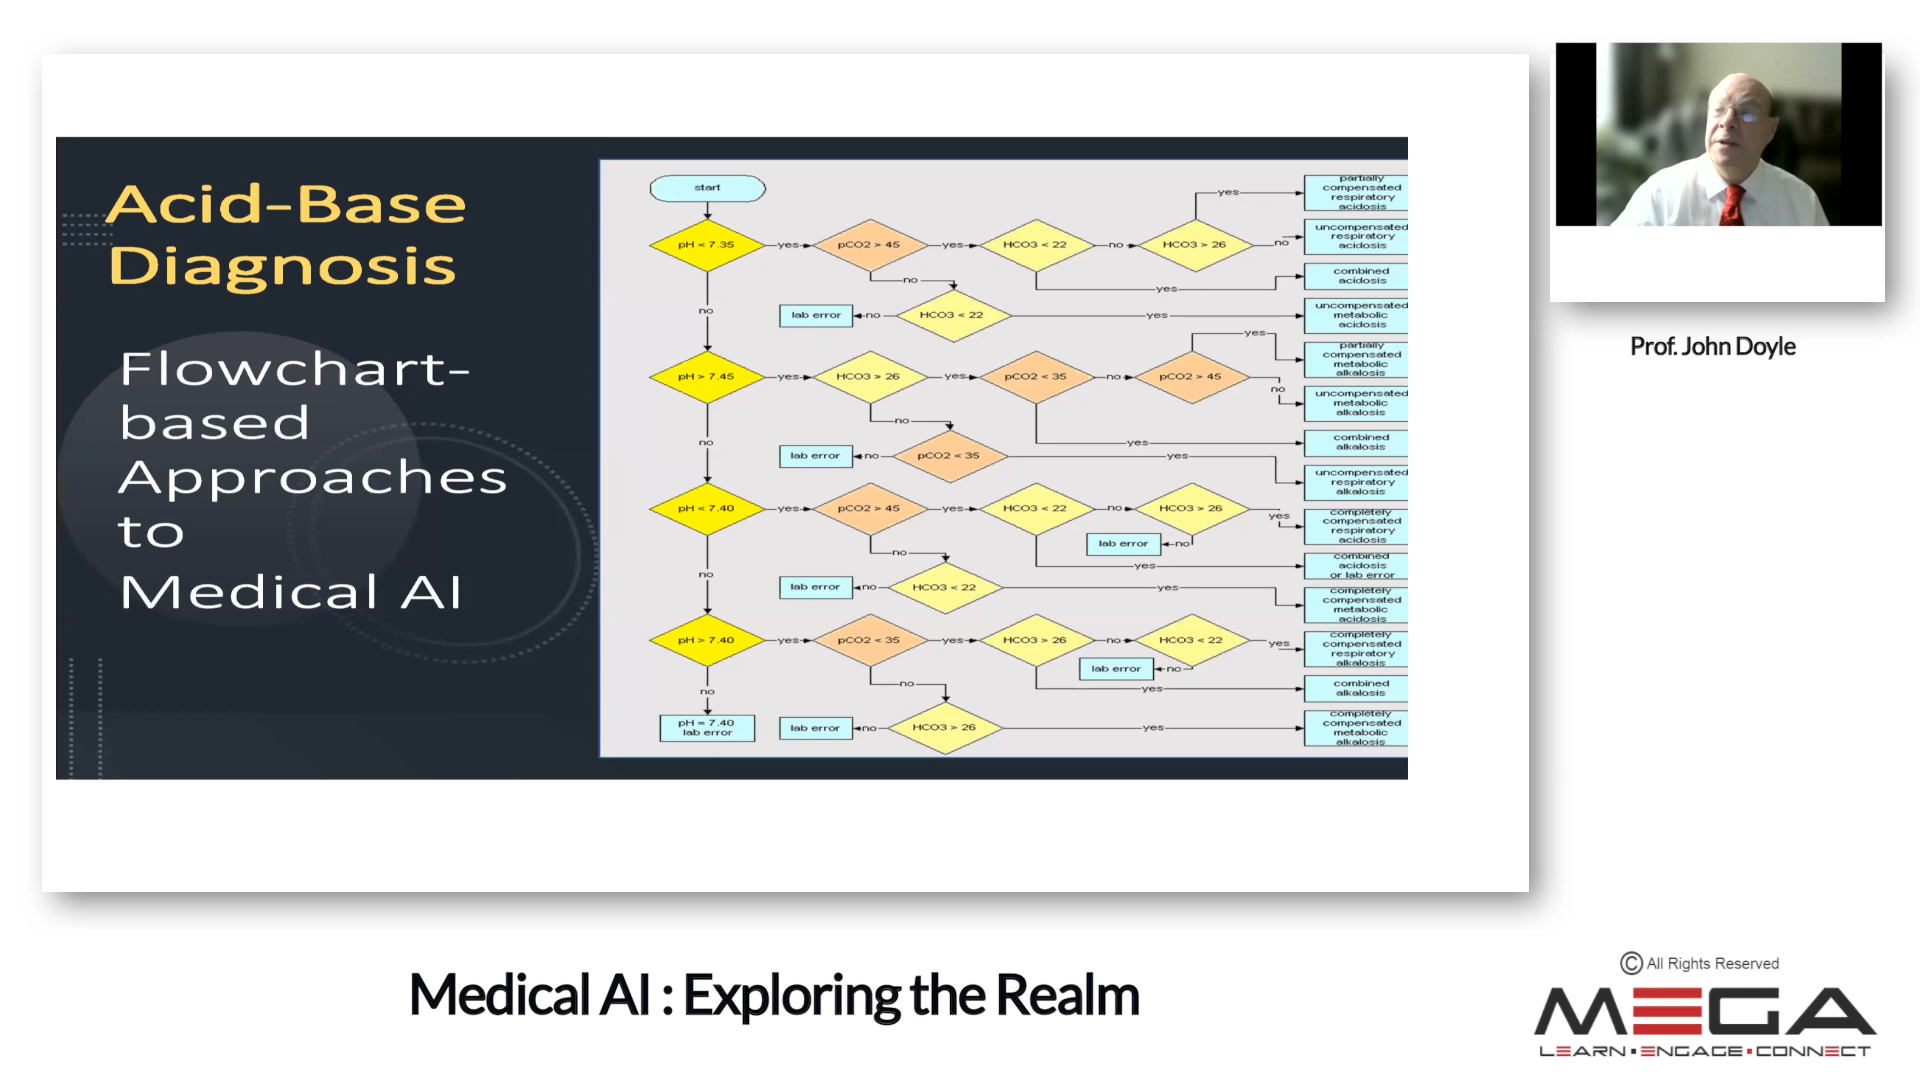 Acid-Base
Diagnosis
Flowchart-
based
Approaches
to
Medical AI
start
pH < 7.35
yes
pCO2 > 45
yes
HCO3 < 22
no
HCO3 > 26
yes
partially
compensated
respiratory
acidosis
no
uncompensated
respiratory
acidosis
yes
combined
acidosis
no
no
lab error
no
HCO3 < 22
yes
uncompensated
metabolic
acidosis
pH > 7.45
yes
HCO3 > 26
yes
pCO2 < 35
no
pCO2 > 45
yes
partially
compensated
metabolic
alkalosis
no
uncompensated
metabolic
alkalosis
yes
combined
alkalosis
no
no
lab error
no
pCO2 < 35
yes
uncompensated
respiratory
alkalosis
pH < 7.40
yes
pCO2 > 45
yes
HCO3 < 22
no
HCO3 > 26
yes
completely
compensated
respiratory
acidosis
lab error
no
yes
combined
acidosis
or lab error
no
no
lab error
no
HCO3 < 22
yes
completely
compensated
metabolic
acidosis
pH > 7.40
yes
pCO2 < 35
yes
HCO3 > 26
no
HCO3 < 22
yes
completely
compensated
respiratory
alkalosis
lab error
no
yes
combined
alkalosis
no
no
pH = 7.40
lab error
lab error
no
HCO3 > 26
yes
completely
compensated
metabolic
alkalosis
Prof. John Doyle
Medical AI : Exploring the Realm
© All Rights Reserved
MEGA
LEARN▪ENGAGE▪CONNECT